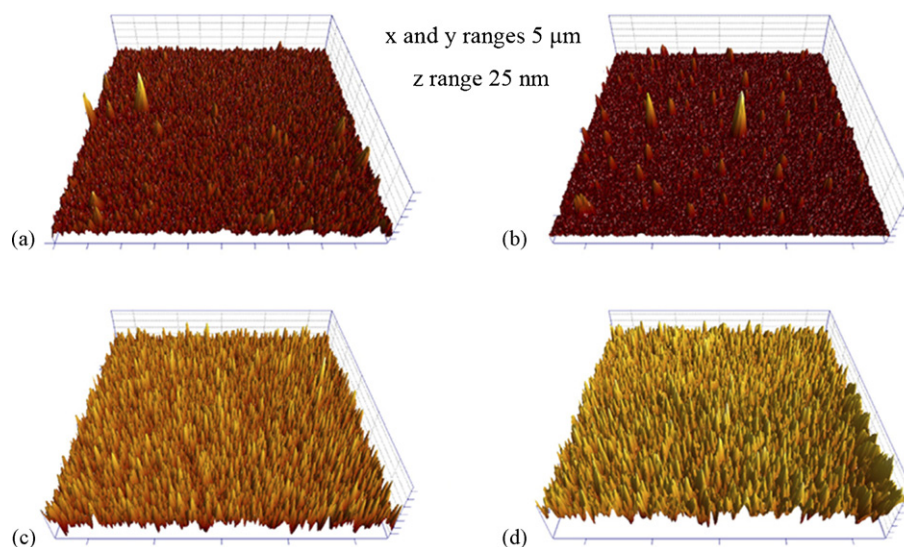 x and y ranges 5 μm
z range 25 nm
(a)
(b)
(c)
(d)